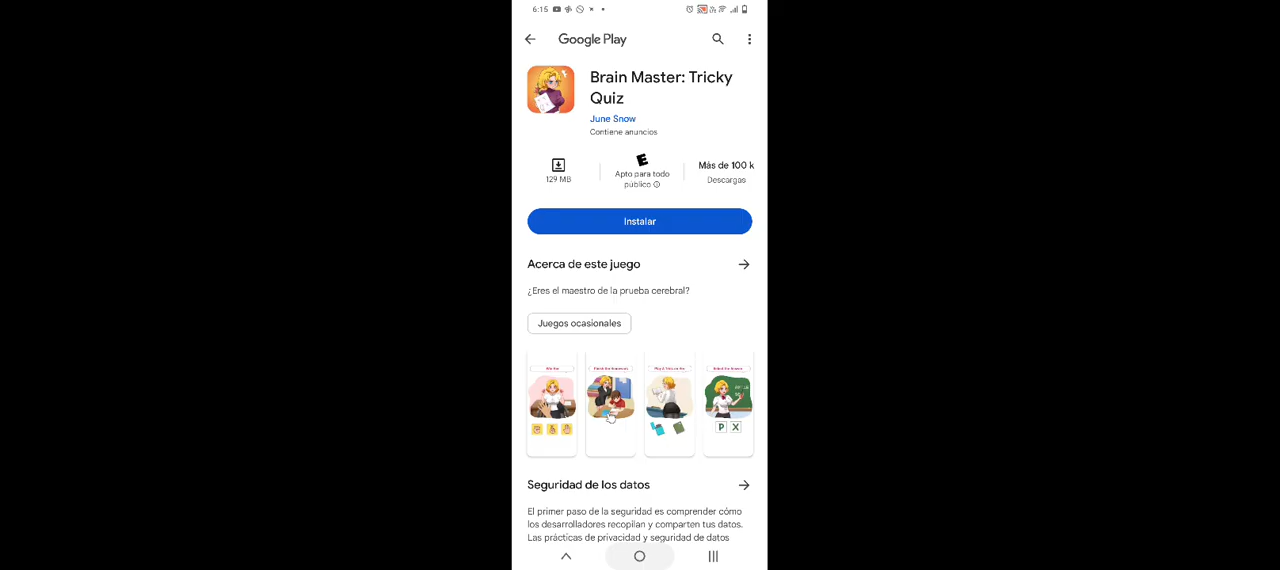 6:15
Google Play
Brain Master: Tricky
Quiz
June Snow
Contiene anuncios
129 MB
E
Apto para todo
público
Más de 100 k
Descargas
Instalar
Acerca de este juego
¿Eres el maestro de la prueba cerebral?
Juegos ocasionales
P X
Seguridad de los datos
El primer paso de la seguridad es comprender cómo
los desarrolladores recopilan y comparten tus datos.
Las prácticas de privacidad y seguridad de datos